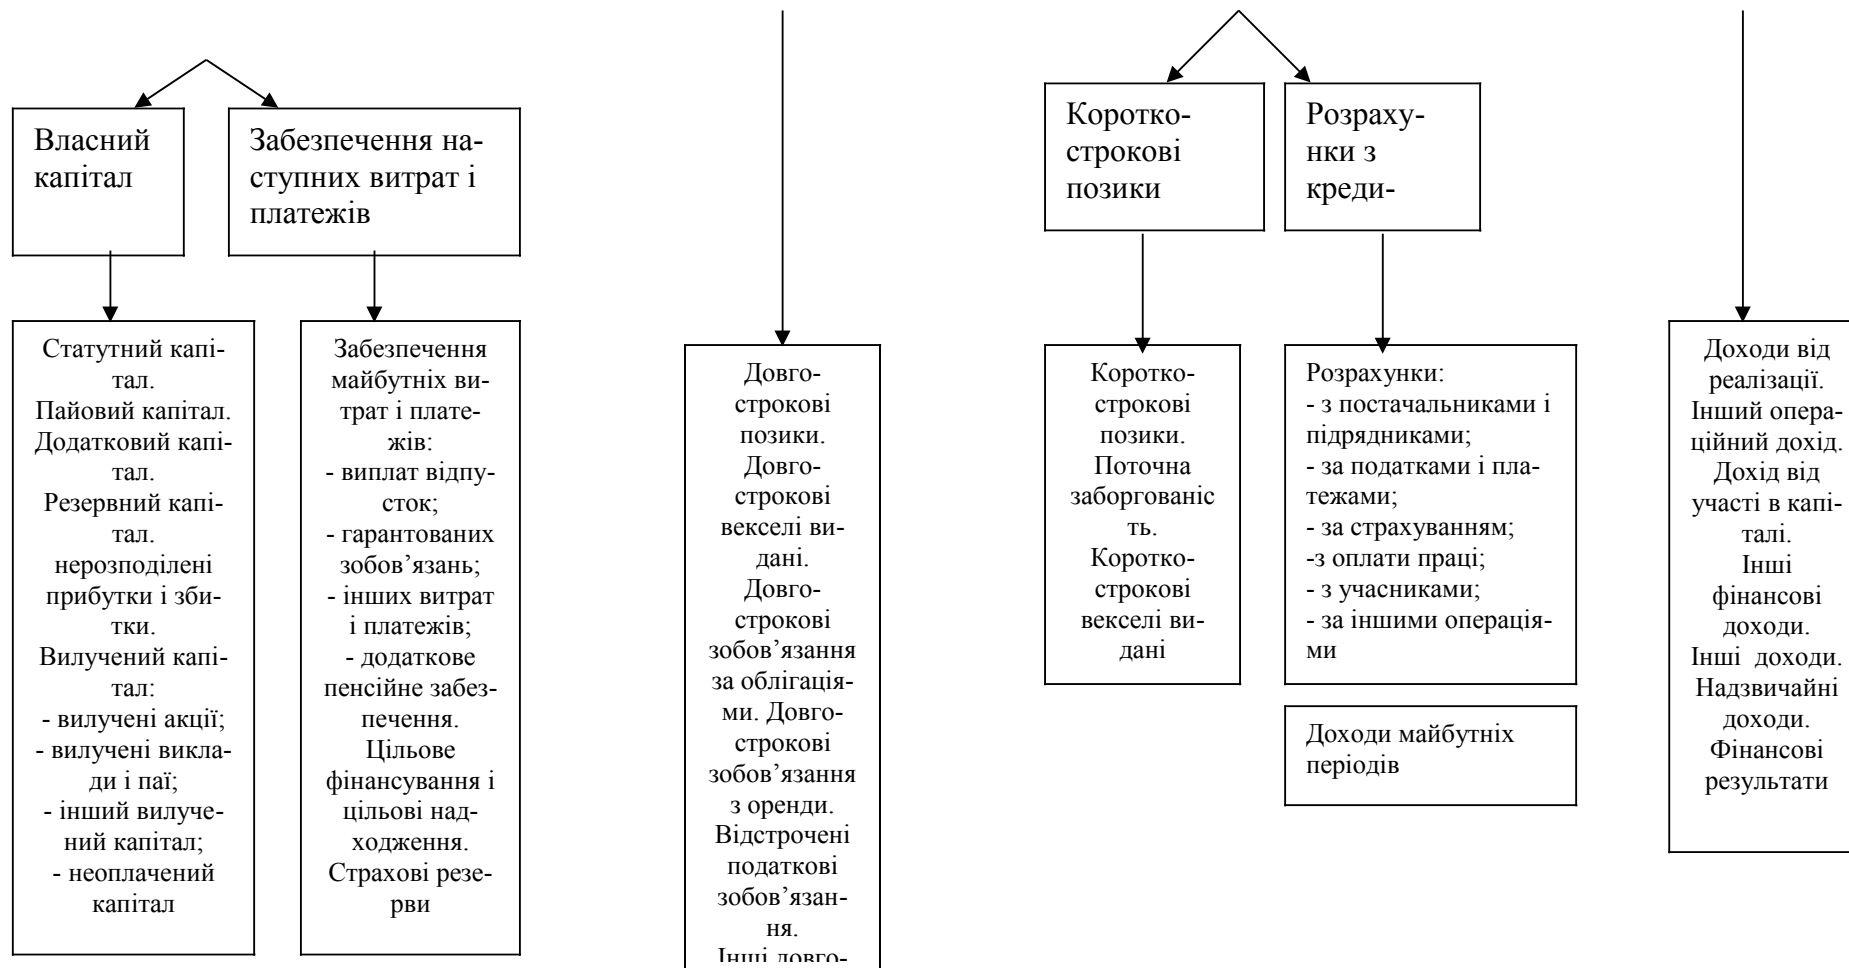 Власний
капітал
Забезпечення на-
ступних витрат і
платежів
Коротко-
строкові
позики
Розраху-
нки з
креди-
Статутний капі-
тал.
Пайовий капітал.
Додатковий капі-
тал.
Резервний капі-
тал.
нерозподілені
прибутки і зби-
тки.
Вилучений капі-
тал:
- вилучені акції;
- вилучені викла-
ди і паї;
- інший вилуче-
ний капітал;
- неоплачений
капітал
Забезпечення
майбутніх ви-
трат і плате-
жів:
- виплат відпу-
сток;
- гарантованих
зобов’язань;
- інших витрат
і платежів;
- додаткове
пенсійне забез-
печення.
Цільове
фінансування і
цільові над-
ходження.
Страхові резе-
рви
Довго-
строкові
позики.
Довго-
строкові
векселі ви-
дані.
Довго-
строкові
зобов’язання
за облігація-
ми. Довго-
строкові
зобов’язання
з оренди.
Відстрочені
податкові
зобов’язан-
ня.
Інші довго-
Коротко-
строкові
позики.
Поточна
заборгованіс
ть.
Коротко-
строкові
векселі ви-
дані
Розрахунки:
- з постачальниками і
підрядниками;
- за податками і пла-
тежами;
- за страхуванням;
-з оплати праці;
- з учасниками;
- за іншими операція-
ми
Доходи майбутніх
періодів
Доходи від
реалізації.
Інший опера-
ційний дохід.
Дохід від
участі в капі-
талі.
Інші
фінансові
доходи.
Інші  доходи.
Надзвичайні
доходи.
Фінансові
результати